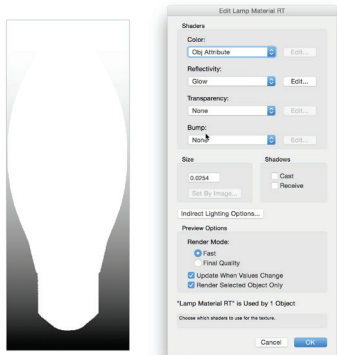 Edit Lamp Material RT
Shaders
Color:
Obj Attribute
Edit...
Reflectivity:
Glow
Edit...
Transparency:
None
Edit...
Bump:
None
Edit...
Size
Shadows
0.0254
Cast
Receive
Set By Image...
Indirect Lighting Options...
Preview Options
Render Mode:
Fast
Final Quality
Update When Values Change
Render Selected Object Only
"Lamp Material RT" is Used by 1 Object
Choose which shaders to use for the texture.
Cancel
OK